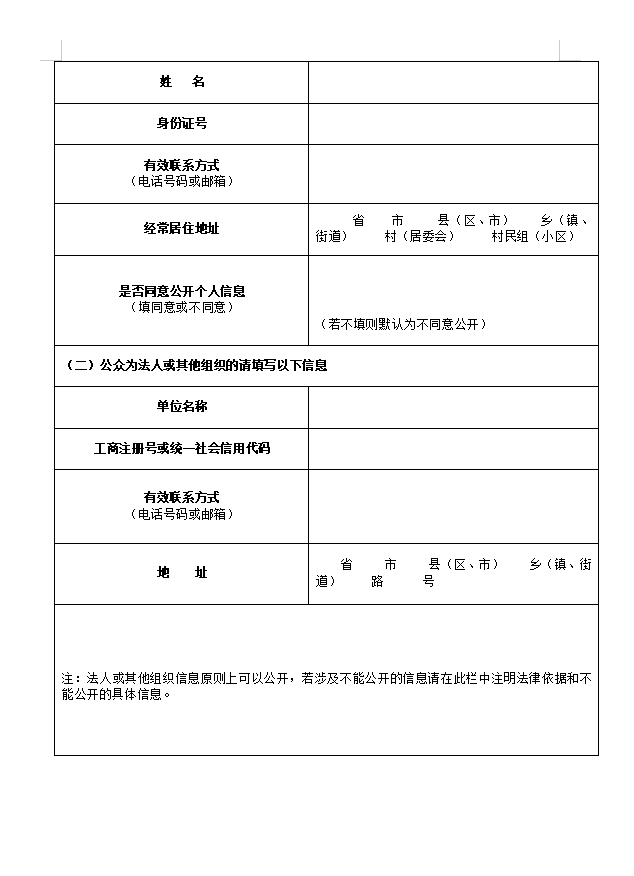 姓 名
身份证号
有效联系方式
（电话号码或邮箱）
经常居住地址
省 市 县（区、市） 乡（镇、
街道） 村（居委会） 村民组（小区）
是否同意公开个人信息
（填同意或不同意）
（若不填则默认为不同意公开）
（二）公众为法人或其他组织的请填写以下信息
单位名称
工商注册号或统一社会信用代码
有效联系方式
（电话号码或邮箱）
地 址
省 市 县（区、市） 乡（镇、街
道） 路 号
注：法人或其他组织信息原则上可以公开，若涉及不能公开的信息请在此栏中注明法律依据和不
能公开的具体信息。